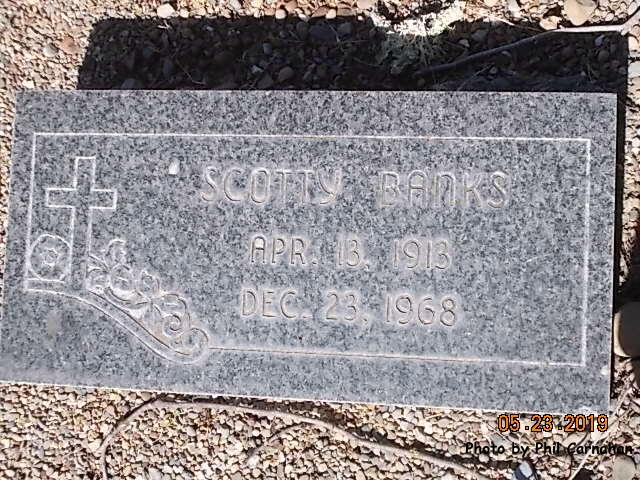 SCOTTY BANKS
APR. 13, 1913
DEC. 23, 1968
05.23.2019
Photo by Phil Carnahan